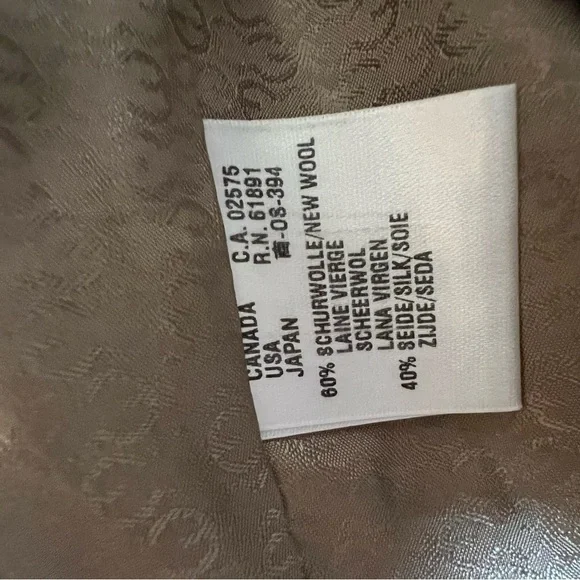 CANADA C.A. 02575
USA R.N. 61891
JAPAN 商-OS-394
60% SCHURWOLLE/NEW WOOL
LAINE VIERGE
SCHEERWOL
LANA VIRGEN
40% SEIDE/SILK/SOIE
ZIJDE/SEDA